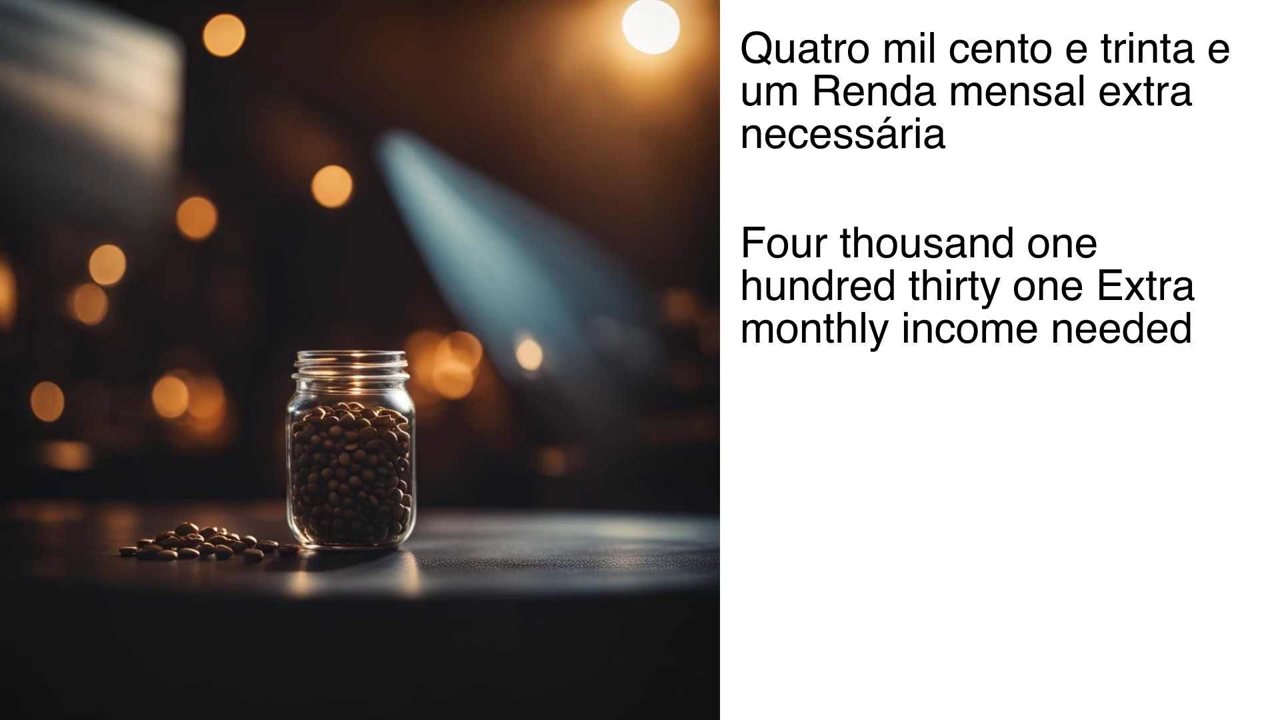 Quatro mil cento e trinta e
um Renda mensal extra
necessária
Four thousand one
hundred thirty one Extra
monthly income needed